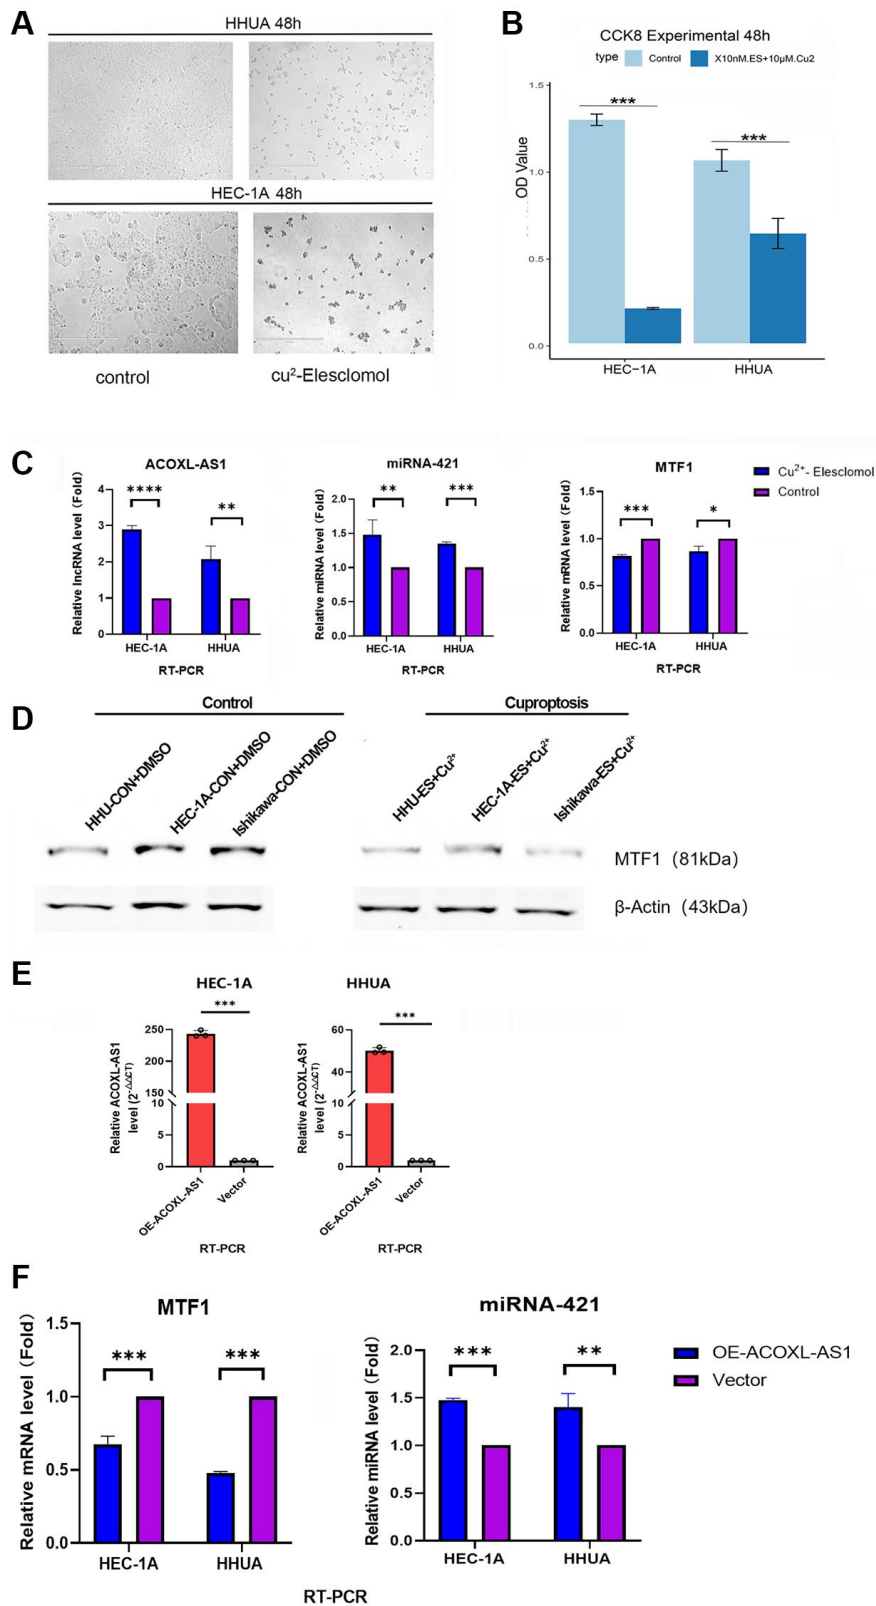 A
HHUA 48h
HEC-1A 48h
control
cu²-Elesclomol
B
CCK8 Experimental 48h
type Control X10nM.ES+10μM.Cu2
OD Value
1.5
1.0
0.5
0.0
***
***
HEC-1A HHUA
C
ACOXL-AS1
Relative lncRNA level (Fold)
4
3
2
1
0
****
**
HEC-1A HHUA
RT-PCR
miRNA-421
Relative miRNA level (Fold)
2.0
1.5
1.0
0.5
0.0
**
***
HEC-1A HHUA
RT-PCR
MTF1
Relative mRNA level (Fold)
1.5
1.0
0.5
0.0
***
*
HEC-1A HHUA
RT-PCR
Cu²⁺- Elesclomol
Control
D
Control
Cuproptosis
HHU-CON+DMSO
HEC-1A-CON+DMSO
Ishikawa-CON+DMSO
HHU-ES+Cu²⁺
HEC-1A-ES+Cu²⁺
Ishikawa-ES+Cu²⁺
MTF1 (81kDa)
β-Actin (43kDa)
E
HEC-1A
***
Relative ACOXL-AS1
level (2^-△△CT)
250
200
150
10
5
0
OE-ACOXL-AS1
Vector
RT-PCR
HHUA
***
Relative ACOXL-AS1
level (2^-△△CT)
60
40
10
5
0
OE-ACOXL-AS1
Vector
RT-PCR
F
MTF1
Relative mRNA level (Fold)
1.5
1.0
0.5
0.0
***
***
HEC-1A HHUA
miRNA-421
Relative miRNA level (Fold)
2.0
1.5
1.0
0.5
0.0
***
**
HEC-1A HHUA
OE-ACOXL-AS1
Vector
RT-PCR